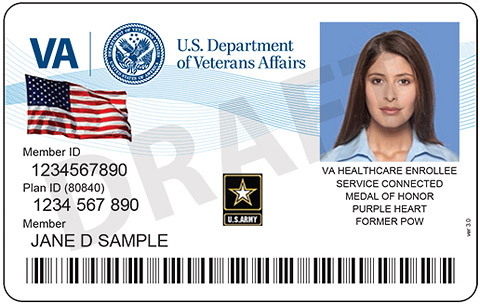 VA
U.S. Department
of Veterans Affairs
DRAFT
Member ID
1234567890
Plan ID (80840)
1234 567 890
Member
JANE D SAMPLE
U.S.ARMY
VA HEALTHCARE ENROLLEE
SERVICE CONNECTED
MEDAL OF HONOR
PURPLE HEART
FORMER POW
ver 3.0